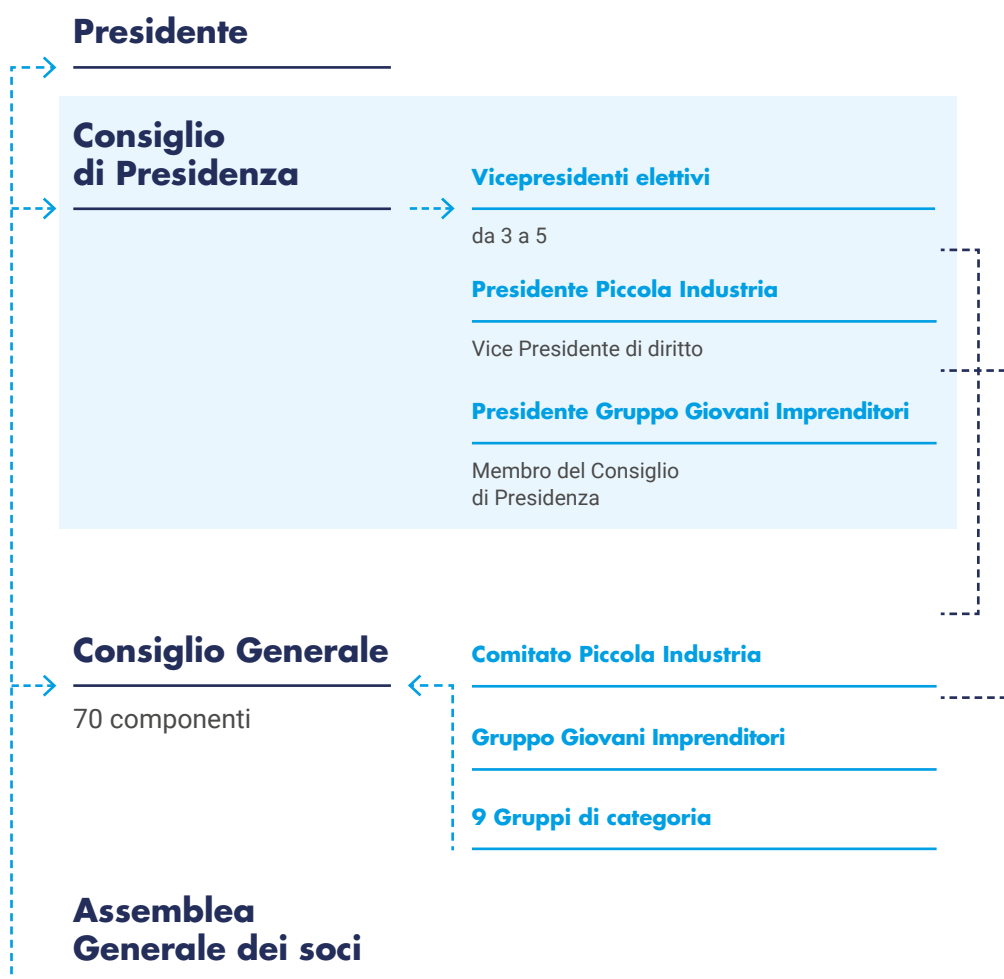 Presidente
Consiglio
di Presidenza
Vicepresidenti elettivi
da 3 a 5
Presidente Piccola Industria
Vice Presidente di diritto
Presidente Gruppo Giovani Imprenditori
Membro del Consiglio
di Presidenza
Consiglio Generale
70 componenti
Comitato Piccola Industria
Gruppo Giovani Imprenditori
9 Gruppi di categoria
Assemblea
Generale dei soci